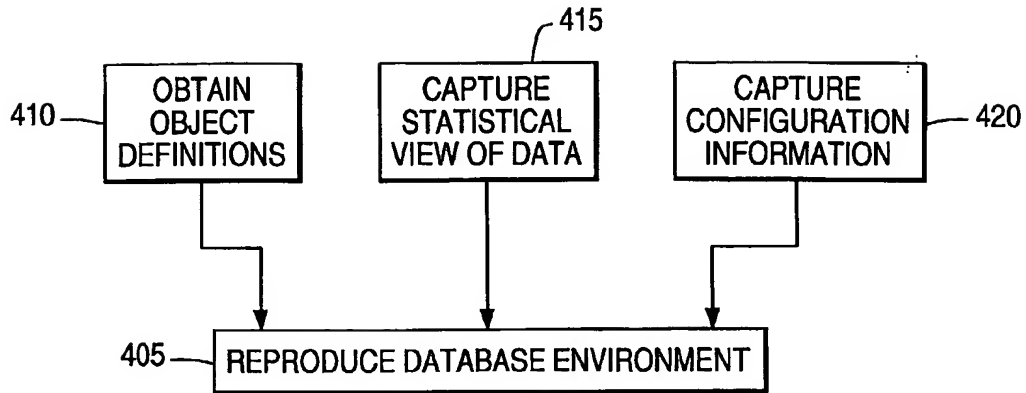 415
410
OBTAIN
OBJECT
DEFINITIONS
CAPTURE
STATISTICAL
VIEW OF DATA
CAPTURE
CONFIGURATION
INFORMATION
420
405
REPRODUCE DATABASE ENVIRONMENT